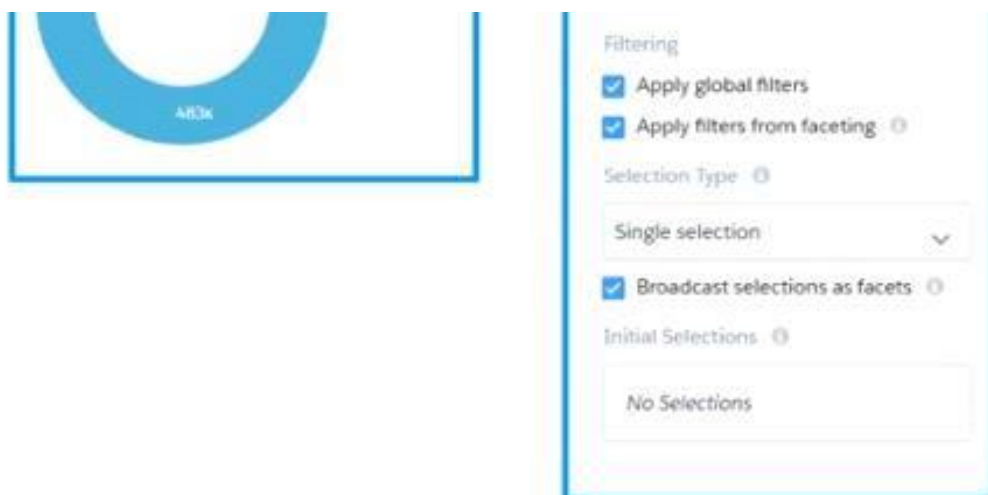 483K
Filtering
Apply global filters
Apply filters from faceting
Selection Type
Single selection
Broadcast selections as facets
Initial Selections
No Selections